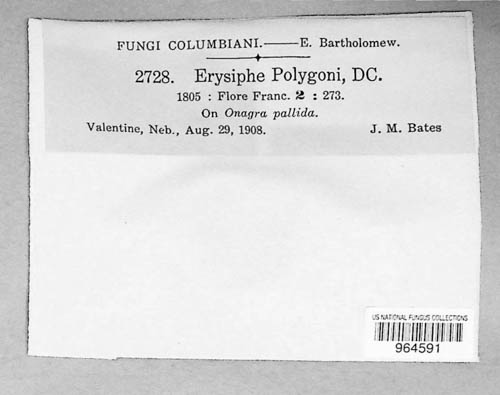 FUNGI COLUMBIANI.——E. Bartholomew.
2728. Erysiphe Polygoni, DC.
1805 : Flore Franc. 2 : 273.
On Onagra pallida.
Valentine, Neb., Aug. 29, 1908. J. M. Bates
US NATIONAL FUNGUS COLLECTIONS
964591